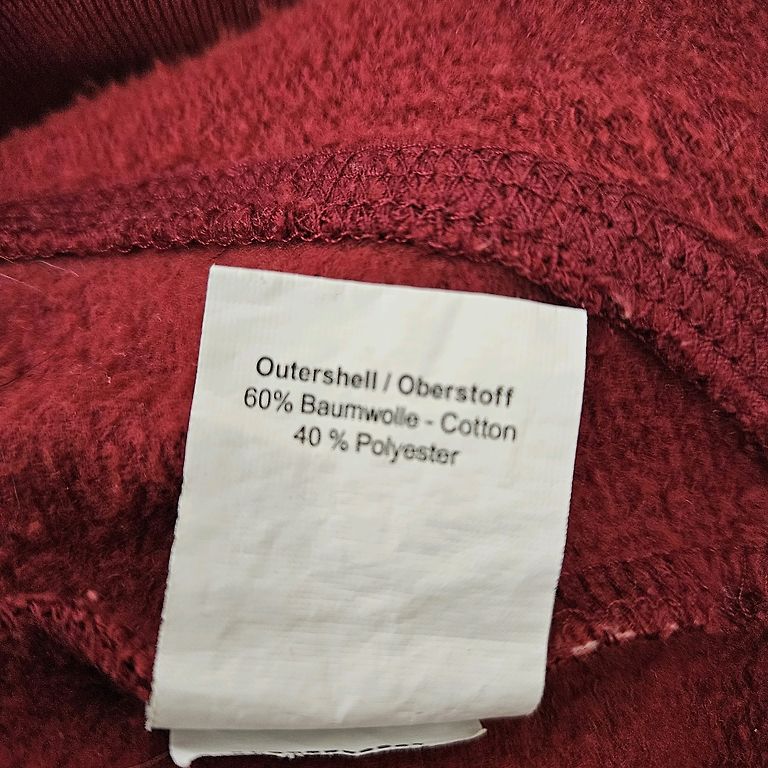 Outershell / Oberstoff
60% Baumwolle - Cotton
40 % Polyester